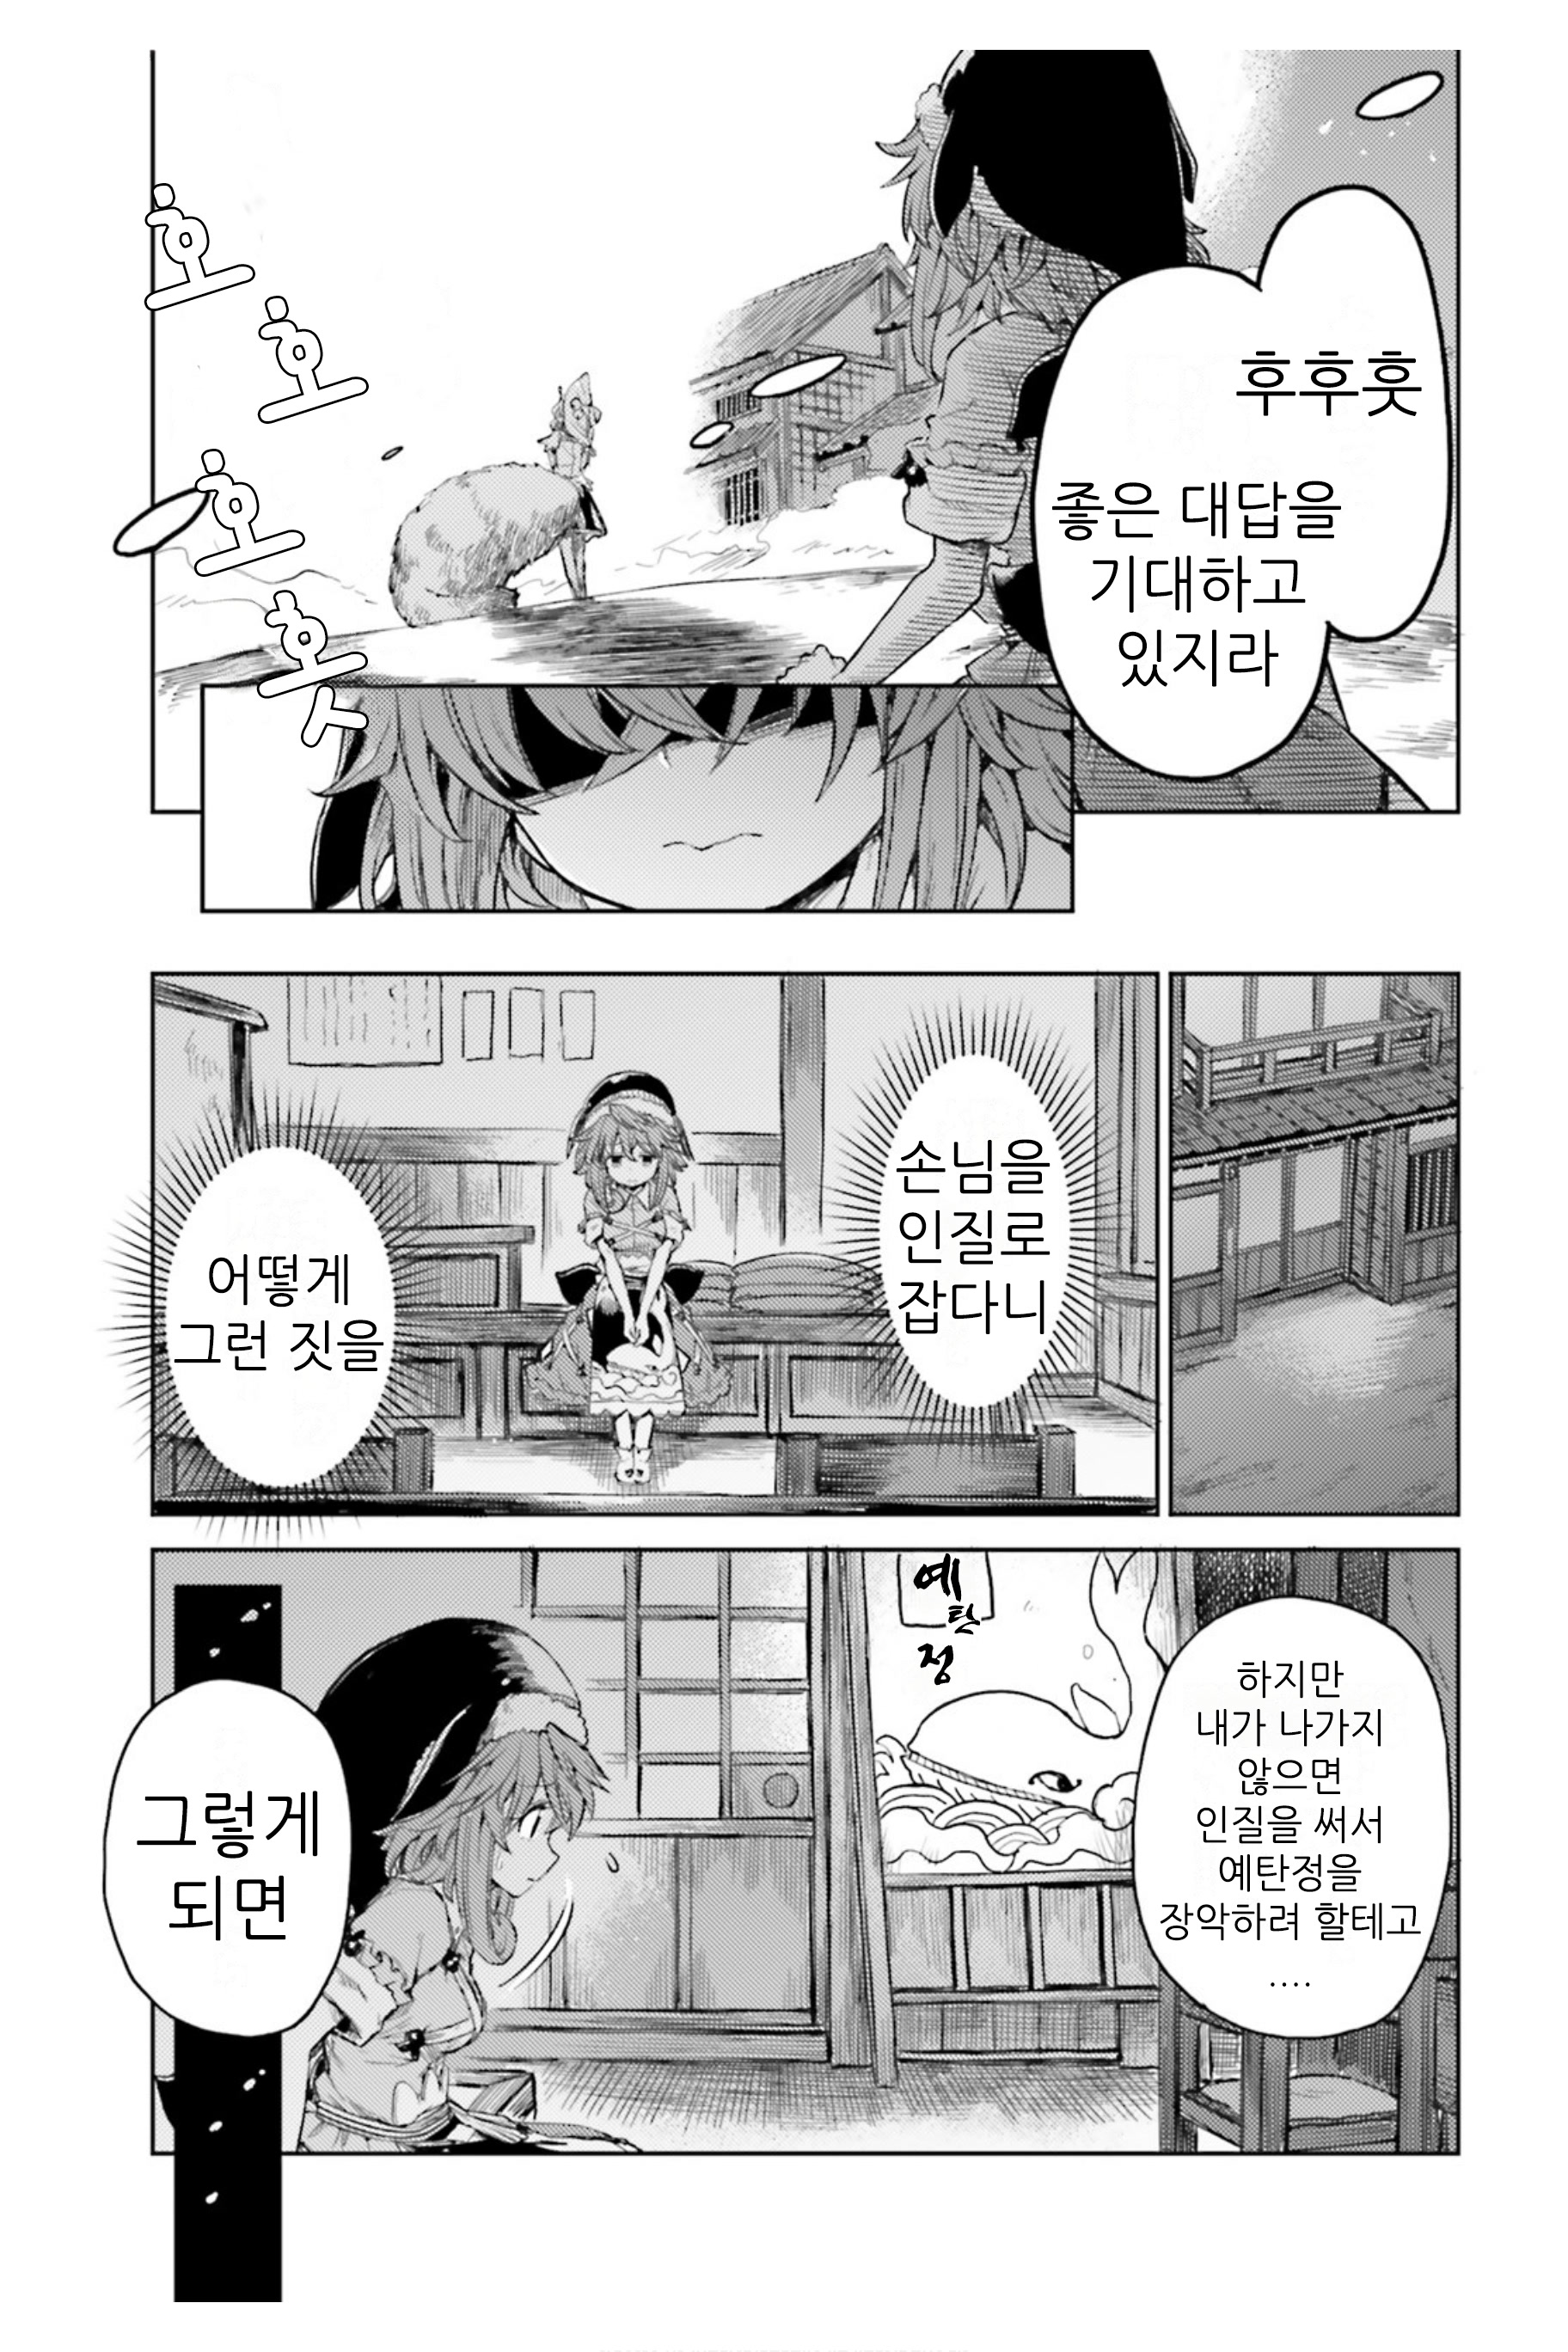 후후훗
좋은 대답을
기대하고
있지라
호
호
호
홋
손님을
인질로
잡다니
어떻게
그런 짓을
하지만
내가 나가지
않으면
인질을 써서
예탄정을
장악하려 할테고
....
예
탄
정
그렇게
되면